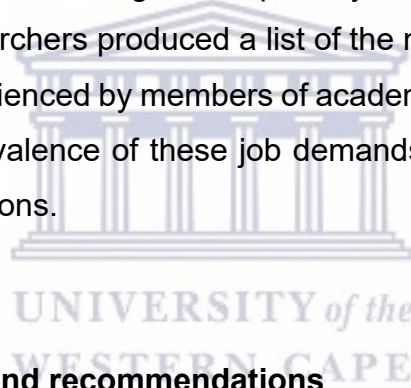 rchers produced a list of the
ienced by members of academ
valence of these job demands
ons.
UNIVERSITY of the
WESTERN CAPE
nd recommendations